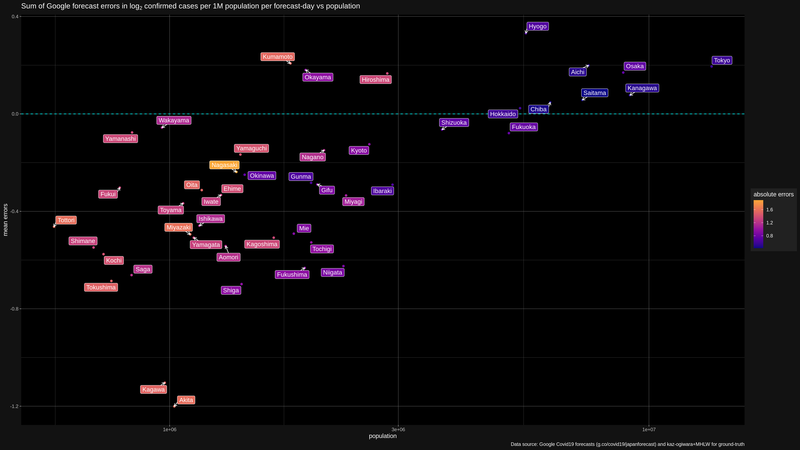 Sum of Google forecast errors in log2 confirmed cases per 1M population per forecast-day vs population
0.4
Hyogo
Kumamoto
Tokyo
Osaka
Aichi
Okayama
Hiroshima
Kanagawa
Saitama
Chiba
0.0
Hokkaido
Wakayama
Shizuoka
Fukuoka
Yamanashi
Yamaguchi
Kyoto
Nagano
Nagasaki
Okinawa
Gunma
Oita
Ehime
Gifu
Ibaraki
Fukui
Iwate
Miyagi
absolute errors
1.6
1.2
0.8
-0.4
Toyama
Ishikawa
Tottori
Miyazaki
Mie
mean errors
Shimane
Yamagata
Kagoshima
Tochigi
Kochi
Aomori
Saga
Fukushima
Niigata
Tokushima
Shiga
-0.8
Kagawa
Akita
-1.2
1e+06
3e+06
1e+07
population
Data source: Google Covid19 forecasts (g.co/covid19/japanforecast) and kaz-ogiwara+MHLW for ground-truth